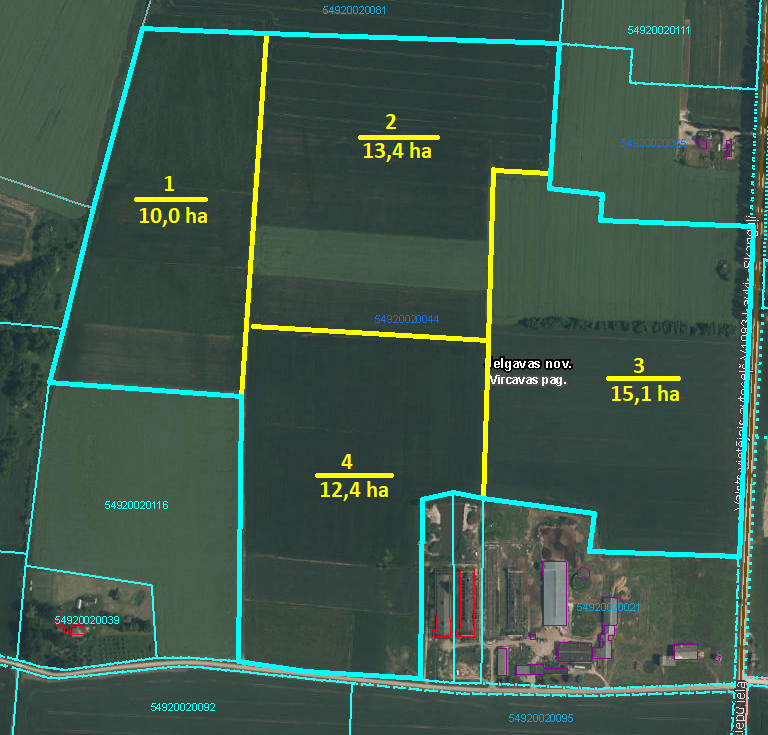 54920020081
54920020111
2
13,4 ha
1
10,0 ha
54920020044
elgavas nov.
Vircavas pag.
3
15,1 ha
4
12,4 ha
54920020116
54920020021
54920020039
54920020092
54920020095